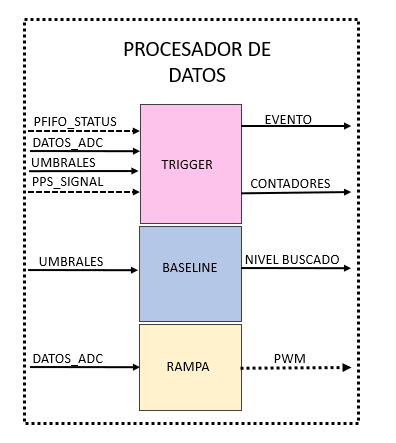 PROCESADOR DE
DATOS
PFIFO_STATUS
DATOS_ADC
UMBRALES
PPS_SIGNAL
TRIGGER
EVENTO
CONTADORES
UMBRALES
BASELINE
NIVEL BUSCADO
DATOS_ADC
RAMPA
PWM